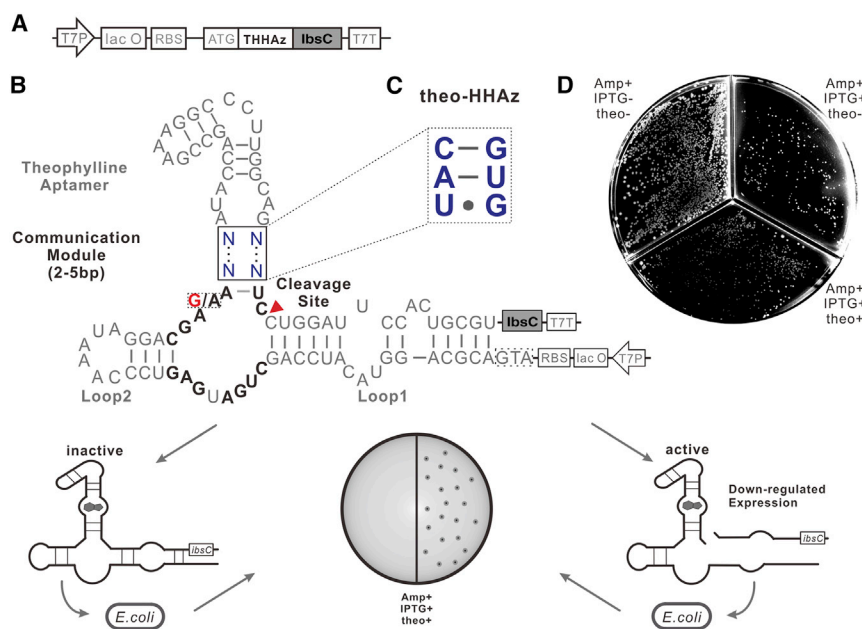 A
T7P
lac O
RBS
ATG
THHAz
IbsC
T7T
B
Theophylline
Aptamer
Communication
Module
(2-5bp)
N N
N N
G/A
A U
C
Cleavage
Site
CUGGAU
U
CC
AC
UGCGU
IbsC
T7T
GACCUA
CAU
GG
ACGCA
GTA
RBS
lac O
T7P
Loop2
Loop1
C
theo-HHAz
C G
A U
U G
D
Amp+
IPTG-
theo-
Amp+
IPTG+
theo-
Amp+
IPTG+
theo+
inactive
ibsC
E.coli
Amp+
IPTG+
theo+
active
Down-regulated
Expression
ibsC
E.coli